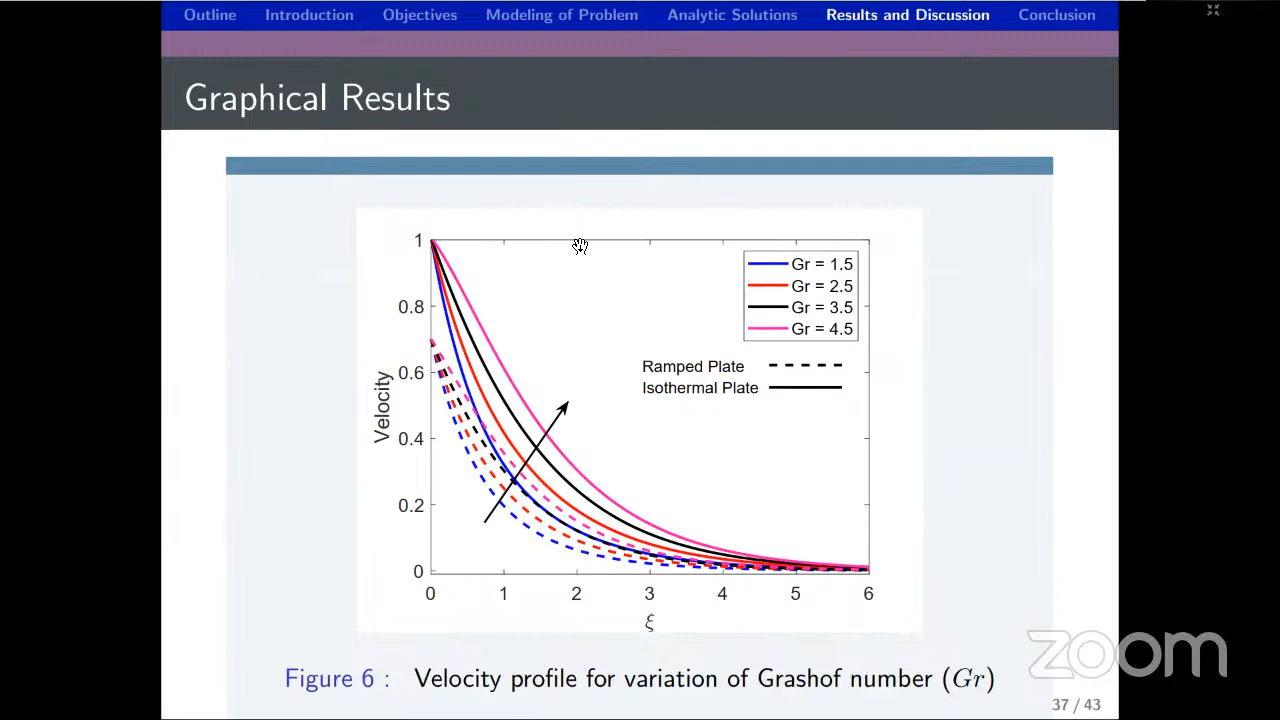 Outline Introduction Objectives Modeling of Problem Analytic Solutions Results and Discussion Conclusion
Graphical Results
1
0.8
0.6
0.4
0.2
0
Velocity
Gr = 1.5
Gr = 2.5
Gr = 3.5
Gr = 4.5
Ramped Plate
Isothermal Plate
0 1 2 3 4 5 6
ξ
Figure 6 : Velocity profile for variation of Grashof number (Gr)
zoom
37 / 43